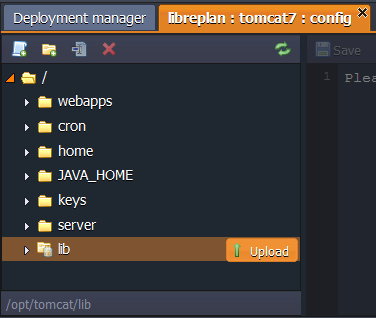 Deployment manager
libreplan : tomcat7 : config
Save
/
1 Plea
webapps
cron
home
JAVA_HOME
keys
server
lib
Upload
/opt/tomcat/lib